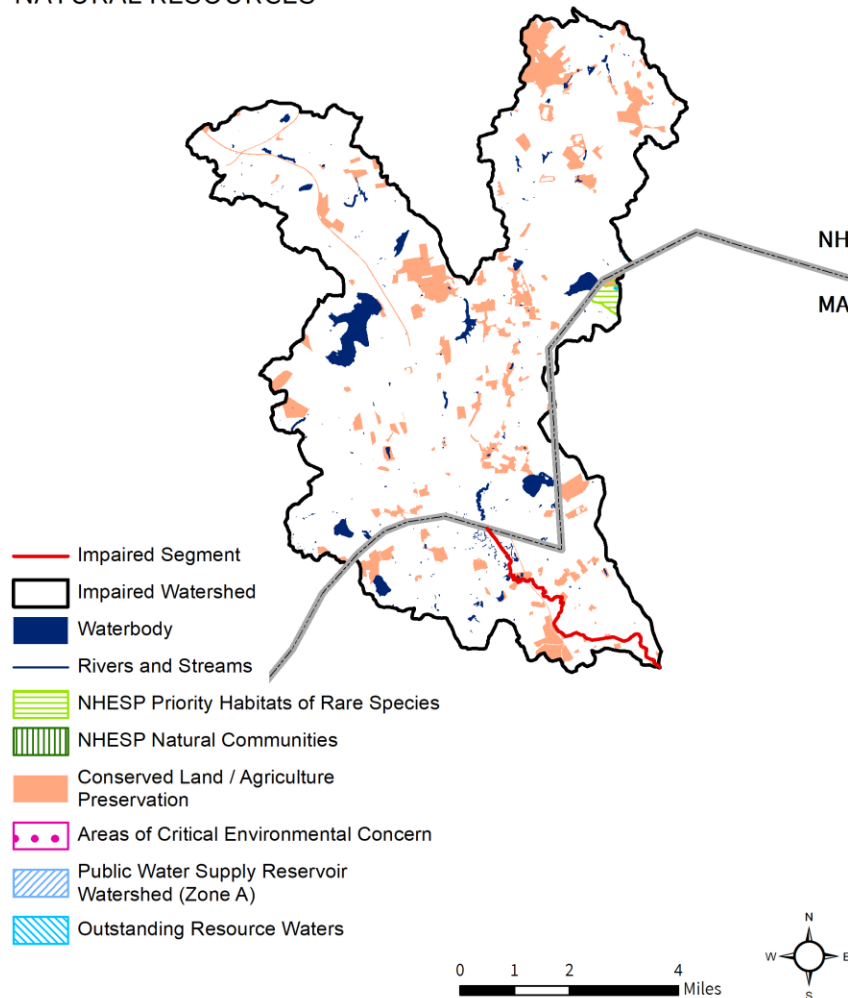 NATURAL RESOURCES
NH
MA
Impaired Segment
Impaired Watershed
Waterbody
Rivers and Streams
NHESP Priority Habitats of Rare Species
NHESP Natural Communities
Conserved Land / Agriculture
Preservation
Areas of Critical Environmental Concern
Public Water Supply Reservoir
Watershed (Zone A)
Outstanding Resource Waters
N
W E
S
0 1 2 4
Miles